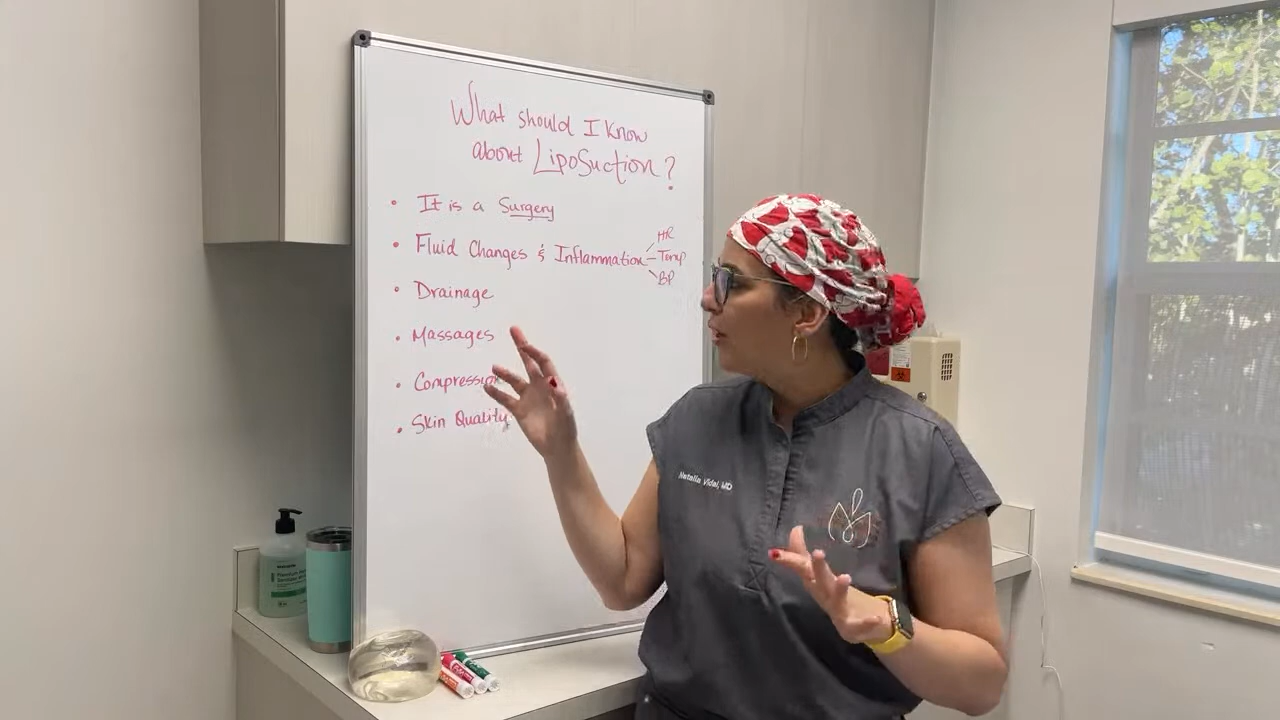 What should I Know
about LipoSuction?
• It is a Surgery
• Fluid Changes & Inflammation
HR
Temp
BP
• Drainage
• Massages
• Compression
• Skin Quality
Natalia Vidal, MD